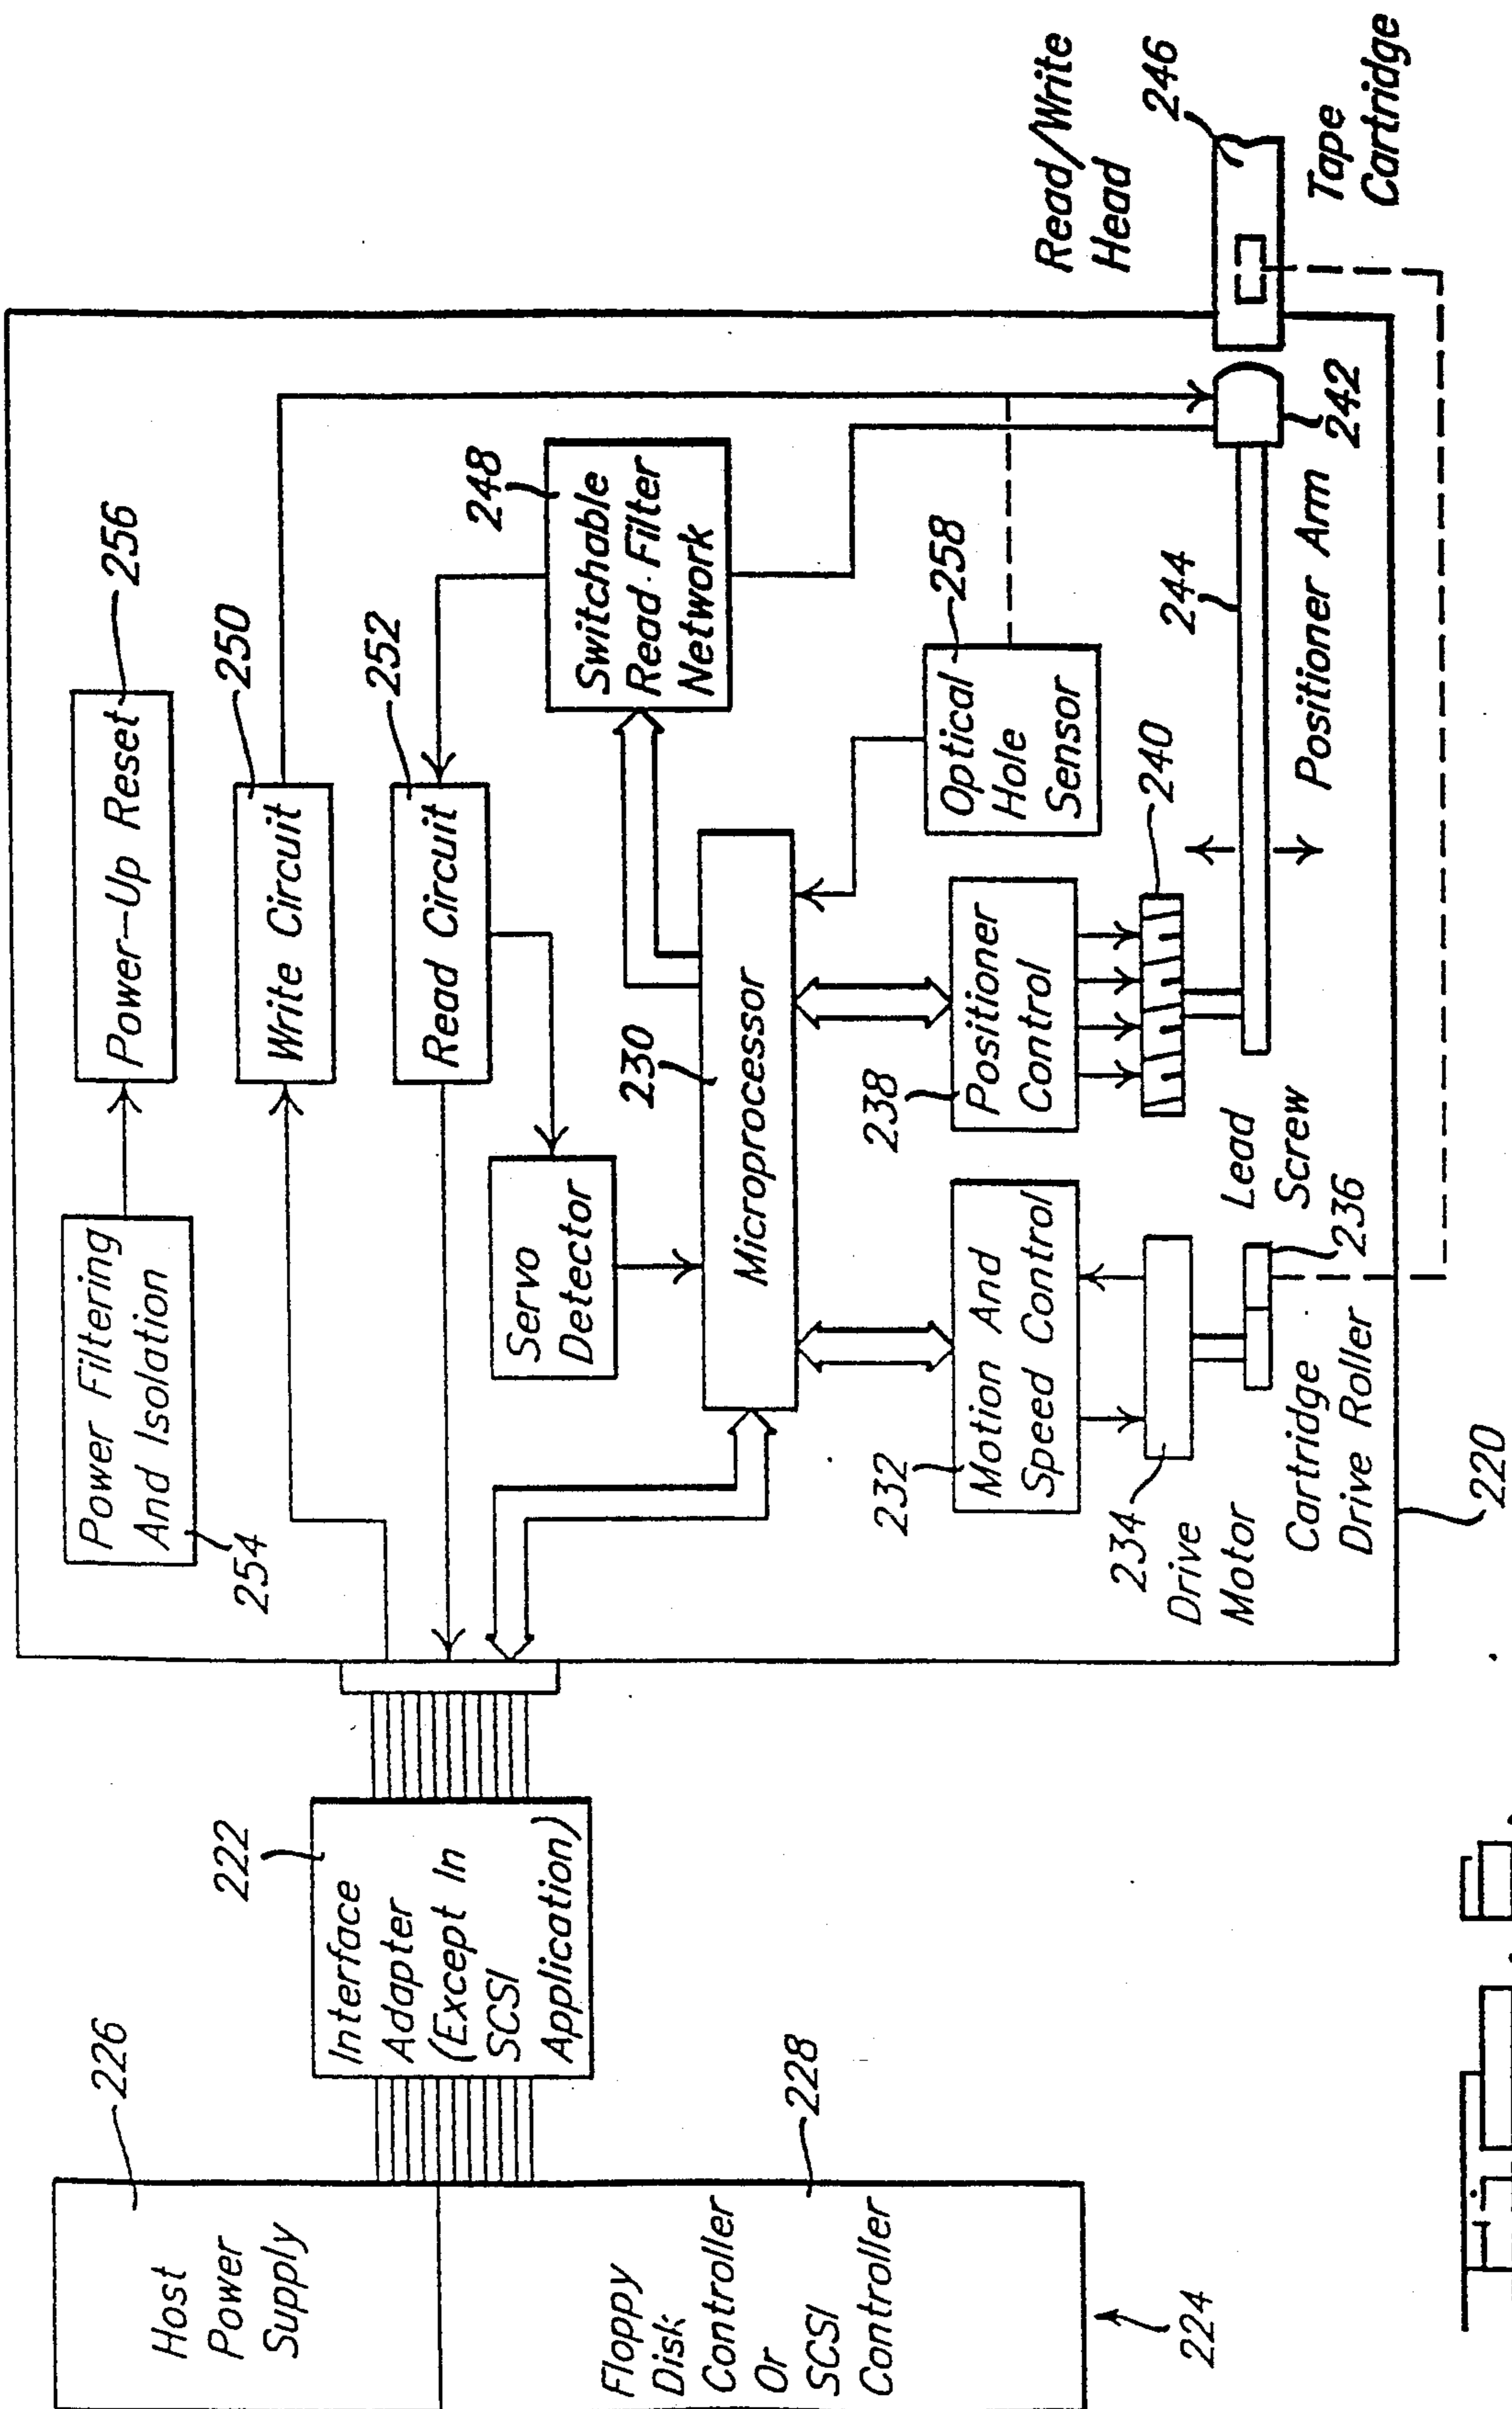 Host
Power
Supply
226
Floppy
Disk
Controller
Or
SCSI
Controller
228
224
222
Interface
Adapter
(Except In
SCSI
Application)
Power Filtering
And Isolation
254
Power-Up Reset
256
Write Circuit
250
Read Circuit
252
Switchable
Read-Filter
Network
248
Servo
Detector
230
Microprocessor
Optical
Hole
Sensor
258
232
Motion And
Speed Control
238
Positioner
Control
234
Drive
Motor
Cartridge
Drive Roller
236
Lead
Screw
240
244
Positioner Arm
242
Read/Write
Head
246
Tape
Cartridge
220